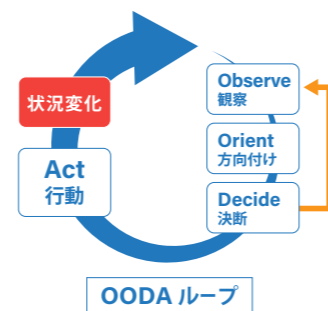 Observe
観察
状況変化
Orient
方向付け
Act
行動
Decide
決断
OODA ループ